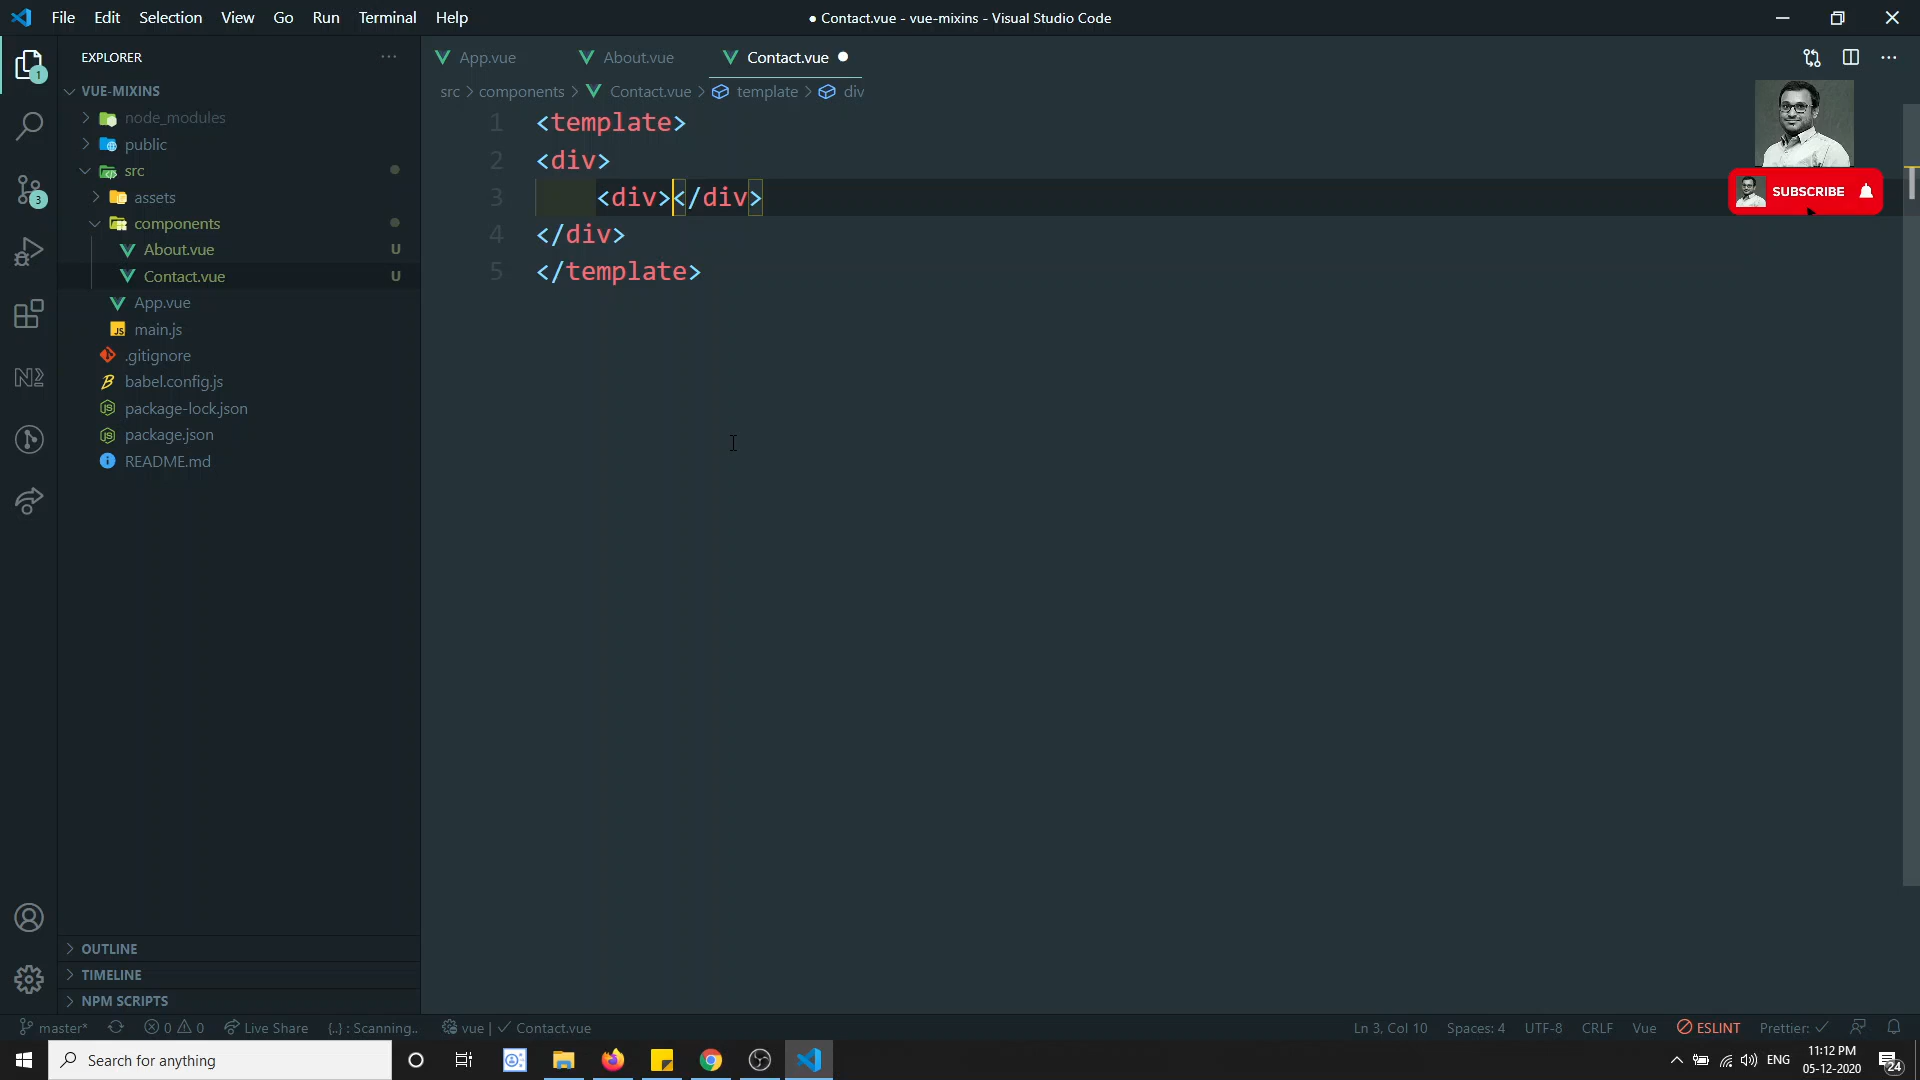 File Edit Selection View Go Run Terminal Help
● Contact.vue - vue-mixins - Visual Studio Code
EXPLORER
App.vue About.vue Contact.vue
VUE-MIXINS
src > components > Contact.vue > template > div
node_modules
public
src
assets
components
About.vue U
Contact.vue U
App.vue
main.js
.gitignore
babel.config.js
package-lock.json
package.json
README.md
1
3
1 <template>
2 <div>
3 <div></div>
4 </div>
5 </template>
SUBSCRIBE
OUTLINE
TIMELINE
NPM SCRIPTS
master* 0 0 Live Share {..} : Scanning.. vue | Contact.vue Ln 3, Col 10 Spaces: 4 UTF-8 CRLF Vue ESLINT Prettier: ✓
Search for anything
ENG
11:12 PM
05-12-2020
24